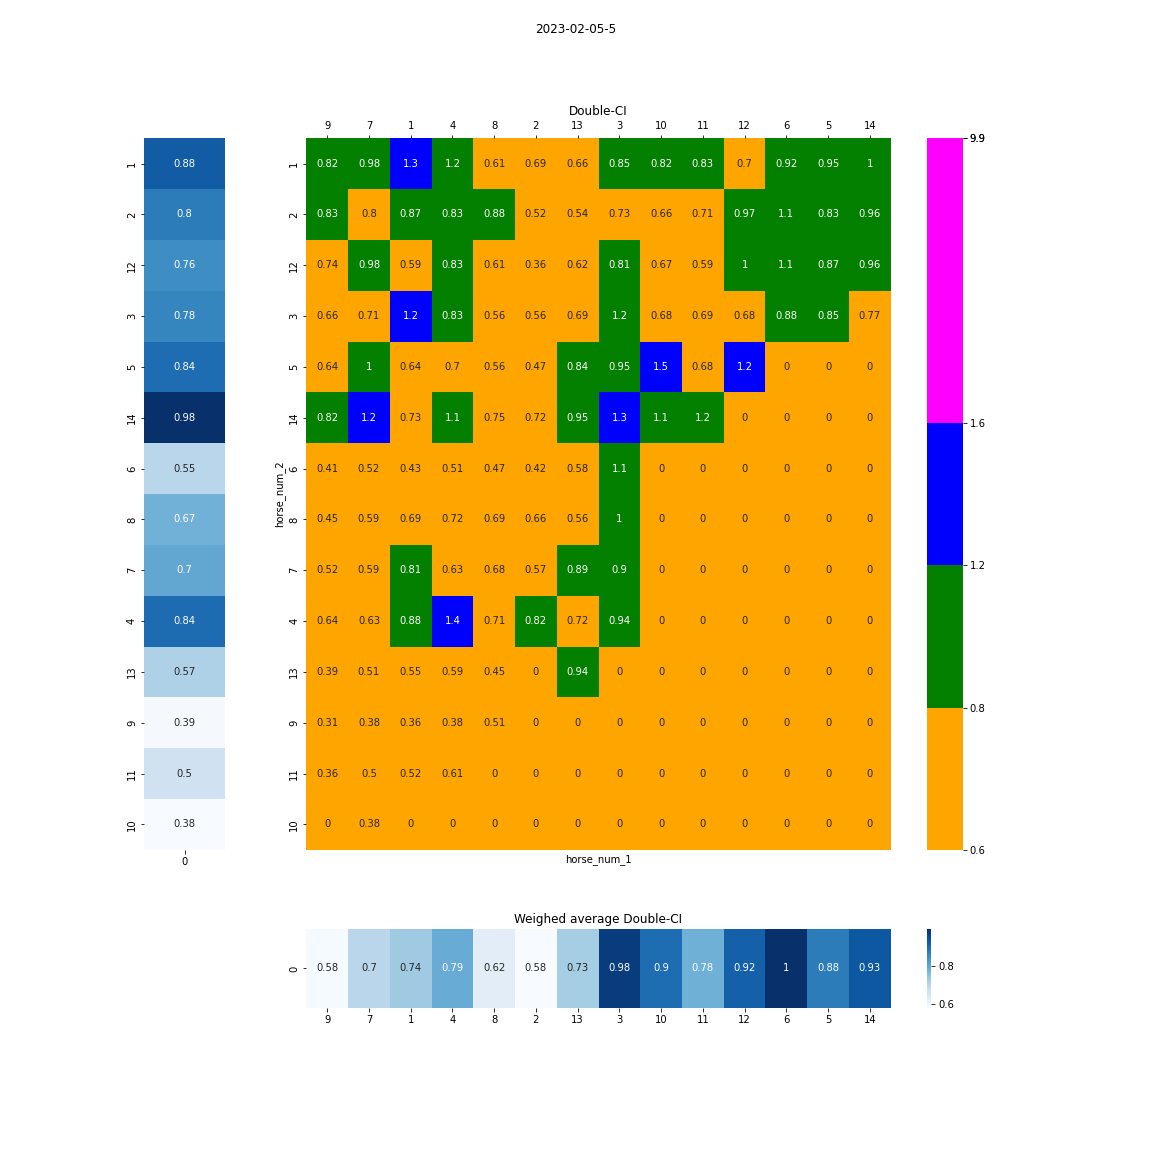 2023-02-05-5
Double-CI
9 7 1 4 8 2 13 3 10 11 12 6 5 14
9.9
1 0.88 1 0.82 0.98 1.3 1.2 0.61 0.69 0.66 0.85 0.82 0.83 0.7 0.92 0.95 1
2 0.8 2 0.83 0.8 0.87 0.83 0.88 0.52 0.54 0.73 0.66 0.71 0.97 1.1 0.83 0.96
12 0.76 12 0.74 0.98 0.59 0.83 0.61 0.36 0.62 0.81 0.67 0.59 1 1.1 0.87 0.96
3 0.78 3 0.66 0.71 1.2 0.83 0.56 0.56 0.69 1.2 0.68 0.69 0.68 0.88 0.85 0.77
5 0.84 5 0.64 1 0.64 0.7 0.56 0.47 0.84 0.95 1.5 0.68 1.2 0 0 0
14 0.98 14 0.82 1.2 0.73 1.1 0.75 0.72 0.95 1.3 1.1 1.2 0 0 0 0
1.6
6 0.55 6 0.41 0.52 0.43 0.51 0.47 0.42 0.58 1.1 0 0 0 0 0 0
horse_num_2
8 0.67 8 0.45 0.59 0.69 0.72 0.69 0.66 0.56 1 0 0 0 0 0 0
1.2
7 0.7 7 0.52 0.59 0.81 0.63 0.68 0.57 0.89 0.9 0 0 0 0 0 0
4 0.84 4 0.64 0.63 0.88 1.4 0.71 0.82 0.72 0.94 0 0 0 0 0 0
13 0.57 13 0.39 0.51 0.55 0.59 0.45 0 0.94 0 0 0 0 0 0 0
0.8
9 0.39 9 0.31 0.38 0.36 0.38 0.51 0 0 0 0 0 0 0 0 0
11 0.5 11 0.36 0.5 0.52 0.61 0 0 0 0 0 0 0 0 0 0
10 0.38 10 0 0.38 0 0 0 0 0 0 0 0 0 0 0 0
0.6
0
horse_num_1
Weighed average Double-CI
0 0.58 0.7 0.74 0.79 0.62 0.58 0.73 0.98 0.9 0.78 0.92 1 0.88 0.93
0.8
0.6
9 7 1 4 8 2 13 3 10 11 12 6 5 14